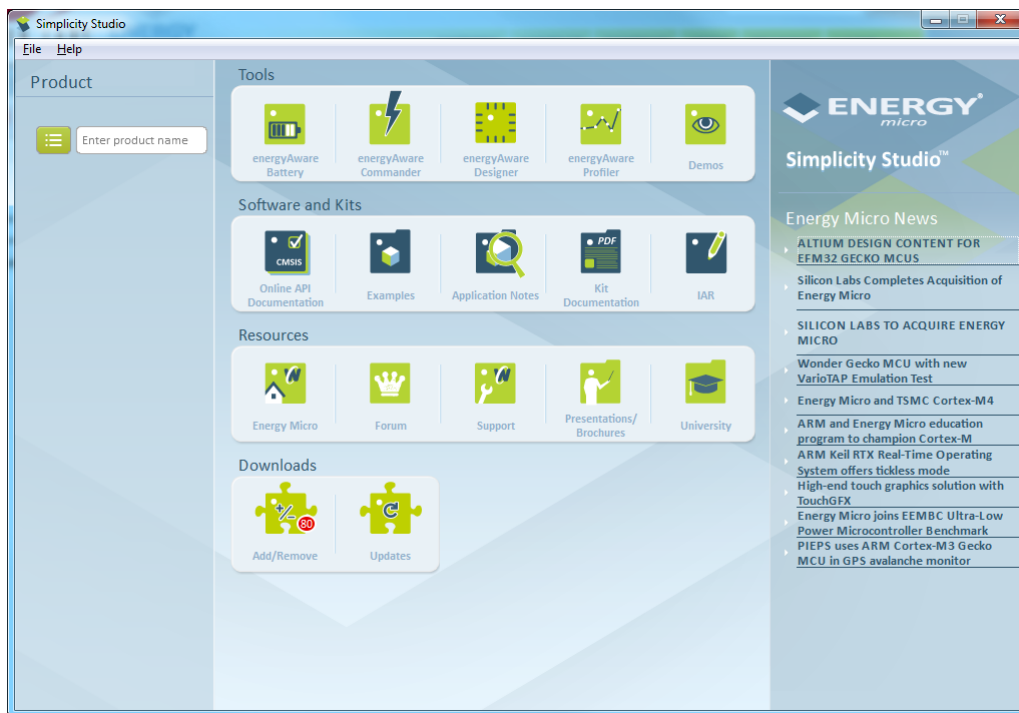 Simplicity Studio
File Help
Product
Enter product name
Tools
energyAware
Battery
energyAware
Commander
energyAware
Designer
energyAware
Profiler
Demos
Software and Kits
CMSIS
Online API
Documentation
Examples
Application Notes
PDF
Kit
Documentation
IAR
Resources
Energy Micro
Forum
Support
Presentations/
Brochures
University
Downloads
+/-
80
Add/Remove
Updates
ENERGY
micro
Simplicity Studio™
Energy Micro News
ALTIUM DESIGN CONTENT FOR
EFM32 GECKO MCUS
Silicon Labs Completes Acquisition of
Energy Micro
SILICON LABS TO ACQUIRE ENERGY
MICRO
Wonder Gecko MCU with new
VarioTAP Emulation Test
Energy Micro and TSMC Cortex-M4
ARM and Energy Micro education
program to champion Cortex-M
ARM Keil RTX Real-Time Operating
System offers tickless mode
High-end touch graphics solution with
TouchGFX
Energy Micro joins EEMBC Ultra-Low
Power Microcontroller Benchmark
PIEPS uses ARM Cortex-M3 Gecko
MCU in GPS avalanche monitor